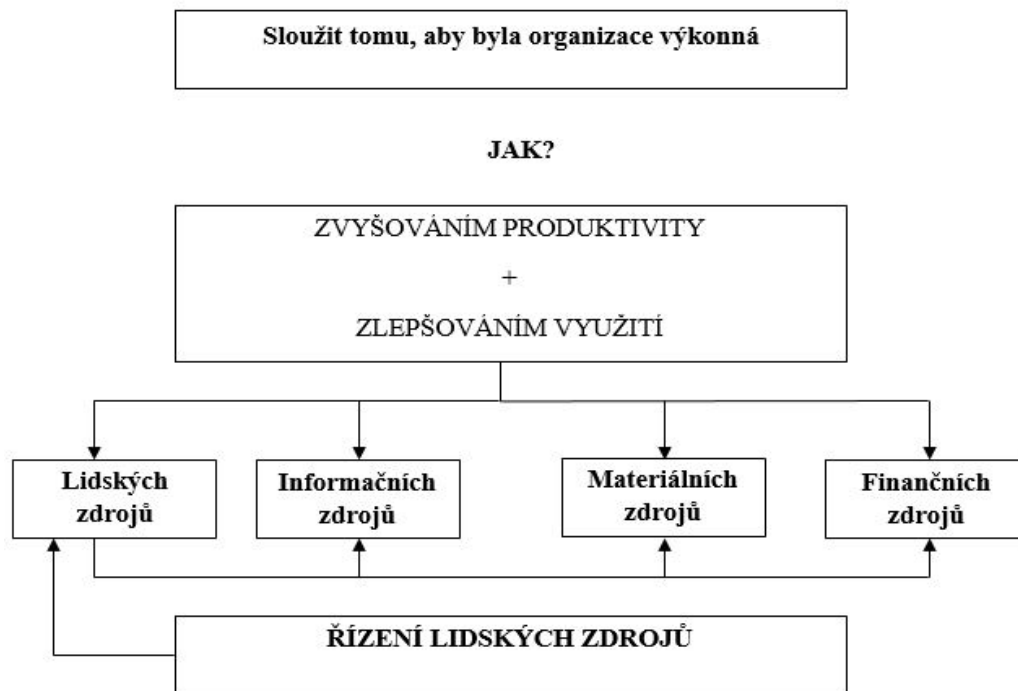 Sloužit tomu, aby byla organizace výkonná
JAK?
ZVYŠOVÁNÍM PRODUKTIVITY
+
ZLEPŠOVÁNÍM VYUŽITÍ
Lidských
zdrojů
Informačních
zdrojů
Materiálních
zdrojů
Finančních
zdrojů
ŘÍZENÍ LIDSKÝCH ZDROJŮ